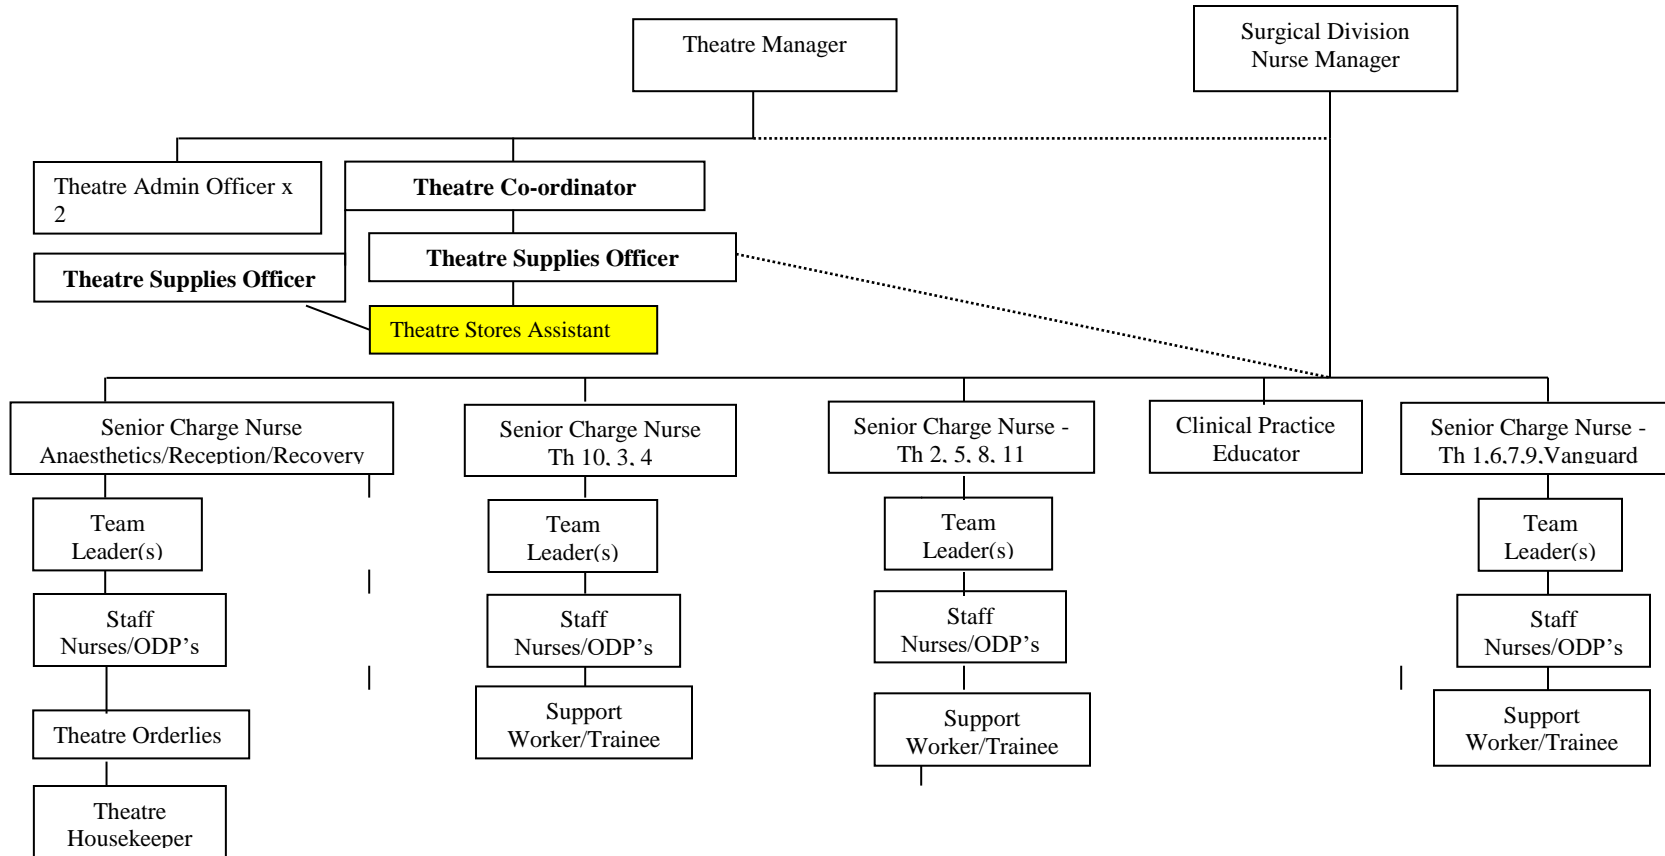 Theatre Manager
Surgical Division
Nurse Manager
Theatre Admin Officer x
2
Theatre Co-ordinator
Theatre Supplies Officer
Theatre Supplies Officer
Theatre Stores Assistant
Senior Charge Nurse
Anaesthetics/Reception/Recovery
Senior Charge Nurse
Th 10, 3, 4
Senior Charge Nurse -
Th 2, 5, 8, 11
Clinical Practice
Educator
Senior Charge Nurse -
Th 1,6,7,9,Vanguard
Team
Leader(s)
Team
Leader(s)
Team
Leader(s)
Team
Leader(s)
Staff
Nurses/ODP’s
Staff
Nurses/ODP’s
Staff
Nurses/ODP’s
Staff
Nurses/ODP’s
Theatre Orderlies
Support
Worker/Trainee
Support
Worker/Trainee
Support
Worker/Trainee
Theatre
Housekeeper